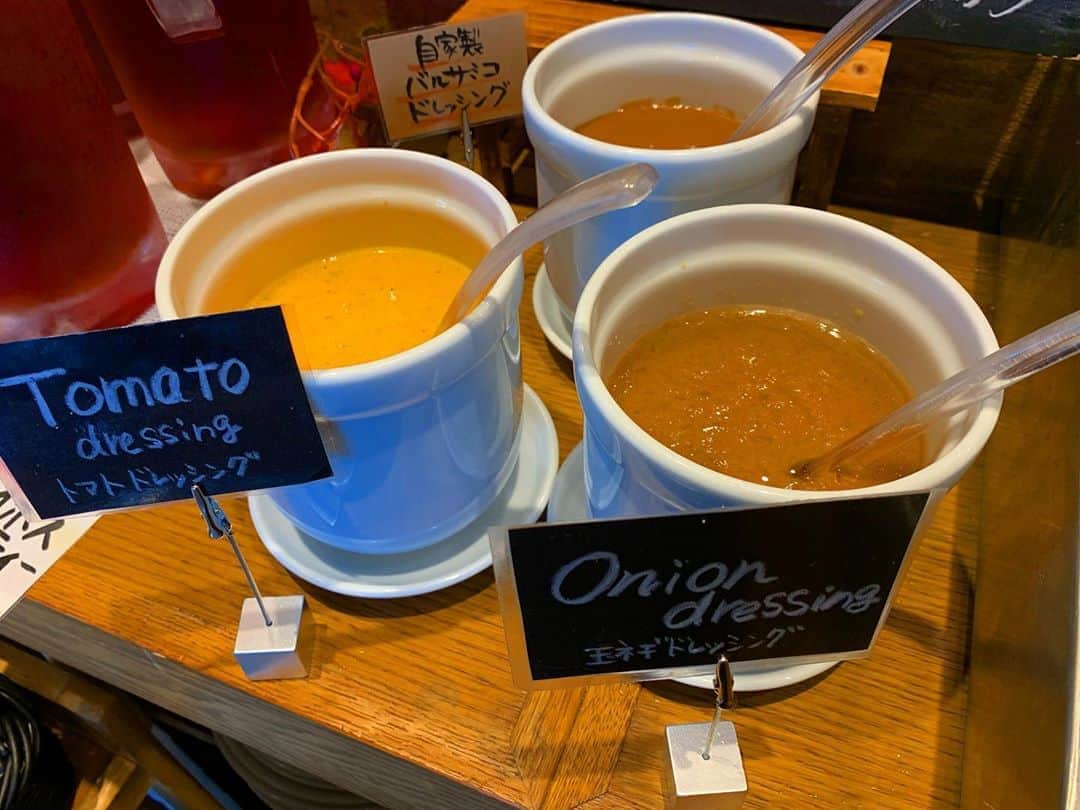 自家製
バルサミコ
ドレッシング
Tomato
dressing
トマトドレッシング
Onion
dressing
玉ネギドレッシング